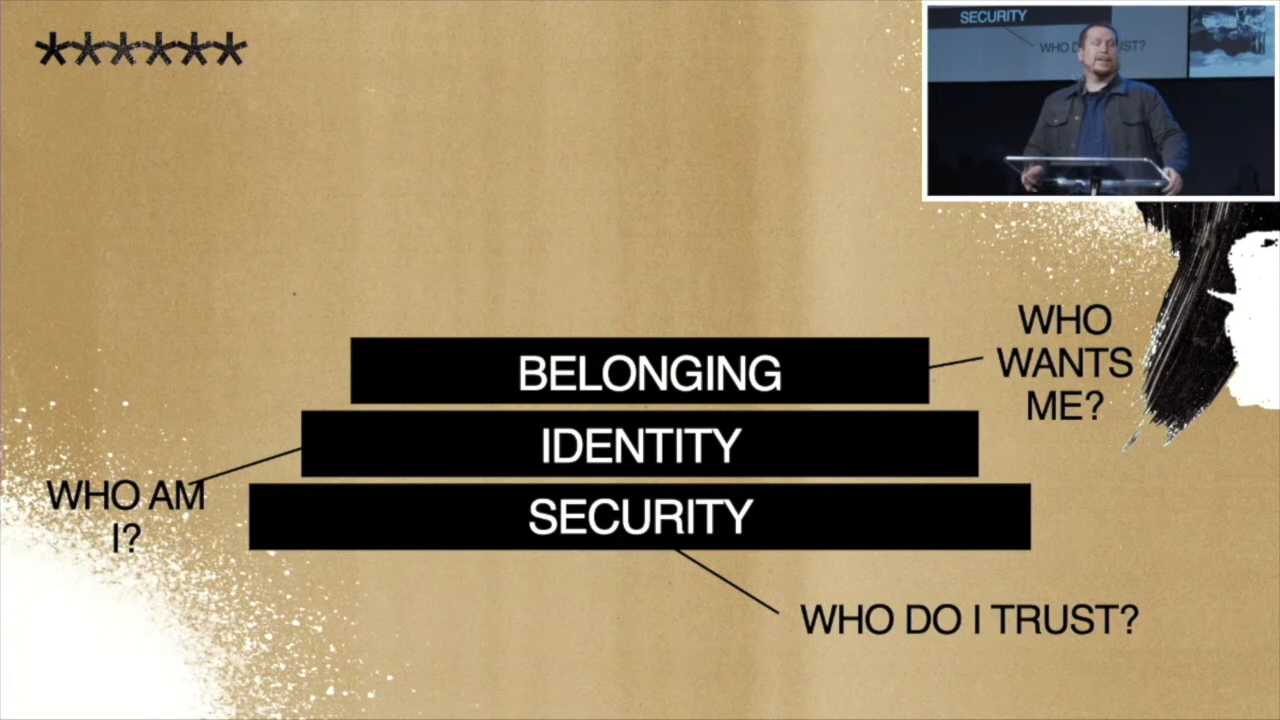 ******
SECURITY
BELONGING
WHO
WANTS
ME?
IDENTITY
WHO AM
I?
SECURITY
WHO DO I TRUST?